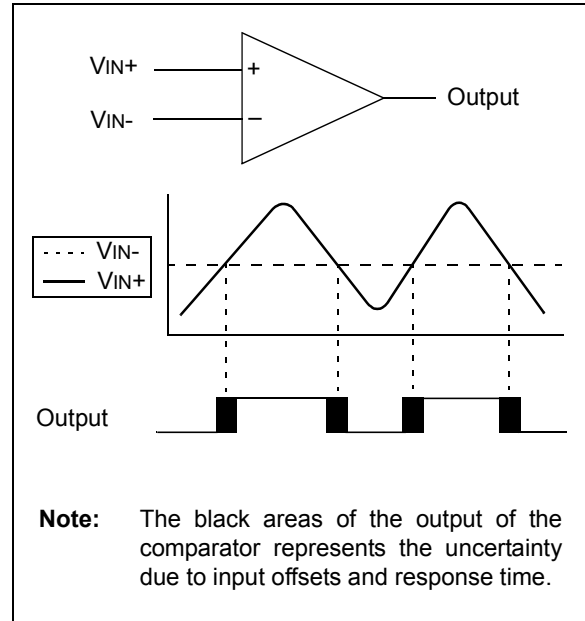 VIN+
+
Output
VIN-
–
VIN-
VIN+
Output
Note: The black areas of the output of the
comparator represents the uncertainty
due to input offsets and response time.